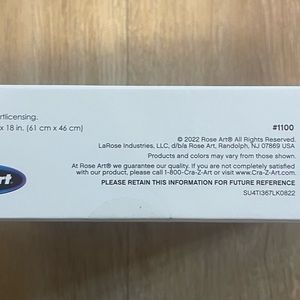 rtlicensing.
x 18 in. (61 cm x 46 cm)
#1100
© 2022 Rose Art® All Rights Reserved.
LaRose Industries, LLC, d/b/a Rose Art, Randolph, NJ 07869 USA
Products and colors may vary from those shown.
At Rose Art® we guarantee our quality. If you are not completely satisfied
with our product, please call 1-800-Cra-Z-Art or visit www.Cra-Z-Art.com.
PLEASE RETAIN THIS INFORMATION FOR FUTURE REFERENCE
SU4TI367LK0822
Art